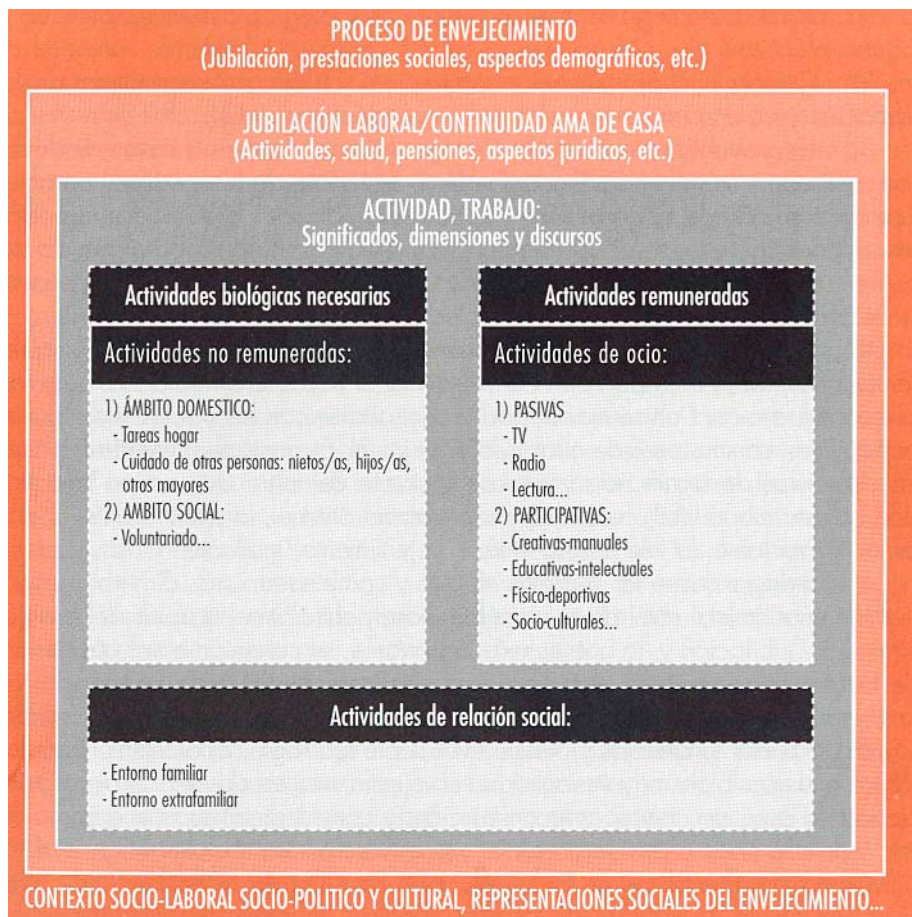 PROCESO DE ENVEJECIMIENTO
(Jubilación, prestaciones sociales, aspectos demográficos, etc.)
JUBILACIÓN LABORAL/CONTINUIDAD AMA DE CASA
(Actividades, salud, pensiones, aspectos jurídicos, etc.)
ACTIVIDAD, TRABAJO:
Significados, dimensiones y discursos
Actividades biológicas necesarias
Actividades no remuneradas:
1) ÁMBITO DOMESTICO:
- Tareas hogar
- Cuidado de otras personas: nietos/as, hijos/as,
otros mayores
2) AMBITO SOCIAL:
- Voluntariado...
Actividades remuneradas
Actividades de ocio:
1) PASIVAS
- TV
- Radio
- Lectura...
2) PARTICIPATIVAS:
- Creativas-manuales
- Educativas-intelectuales
- Físico-deportivas
- Socio-culturales...
Actividades de relación social:
- Entorno familiar
- Entorno extrafamiliar
CONTEXTO SOCIO-LABORAL SOCIO-POLITICO Y CULTURAL, REPRESENTACIONES SOCIALES DEL ENVEJECIMIENTO...